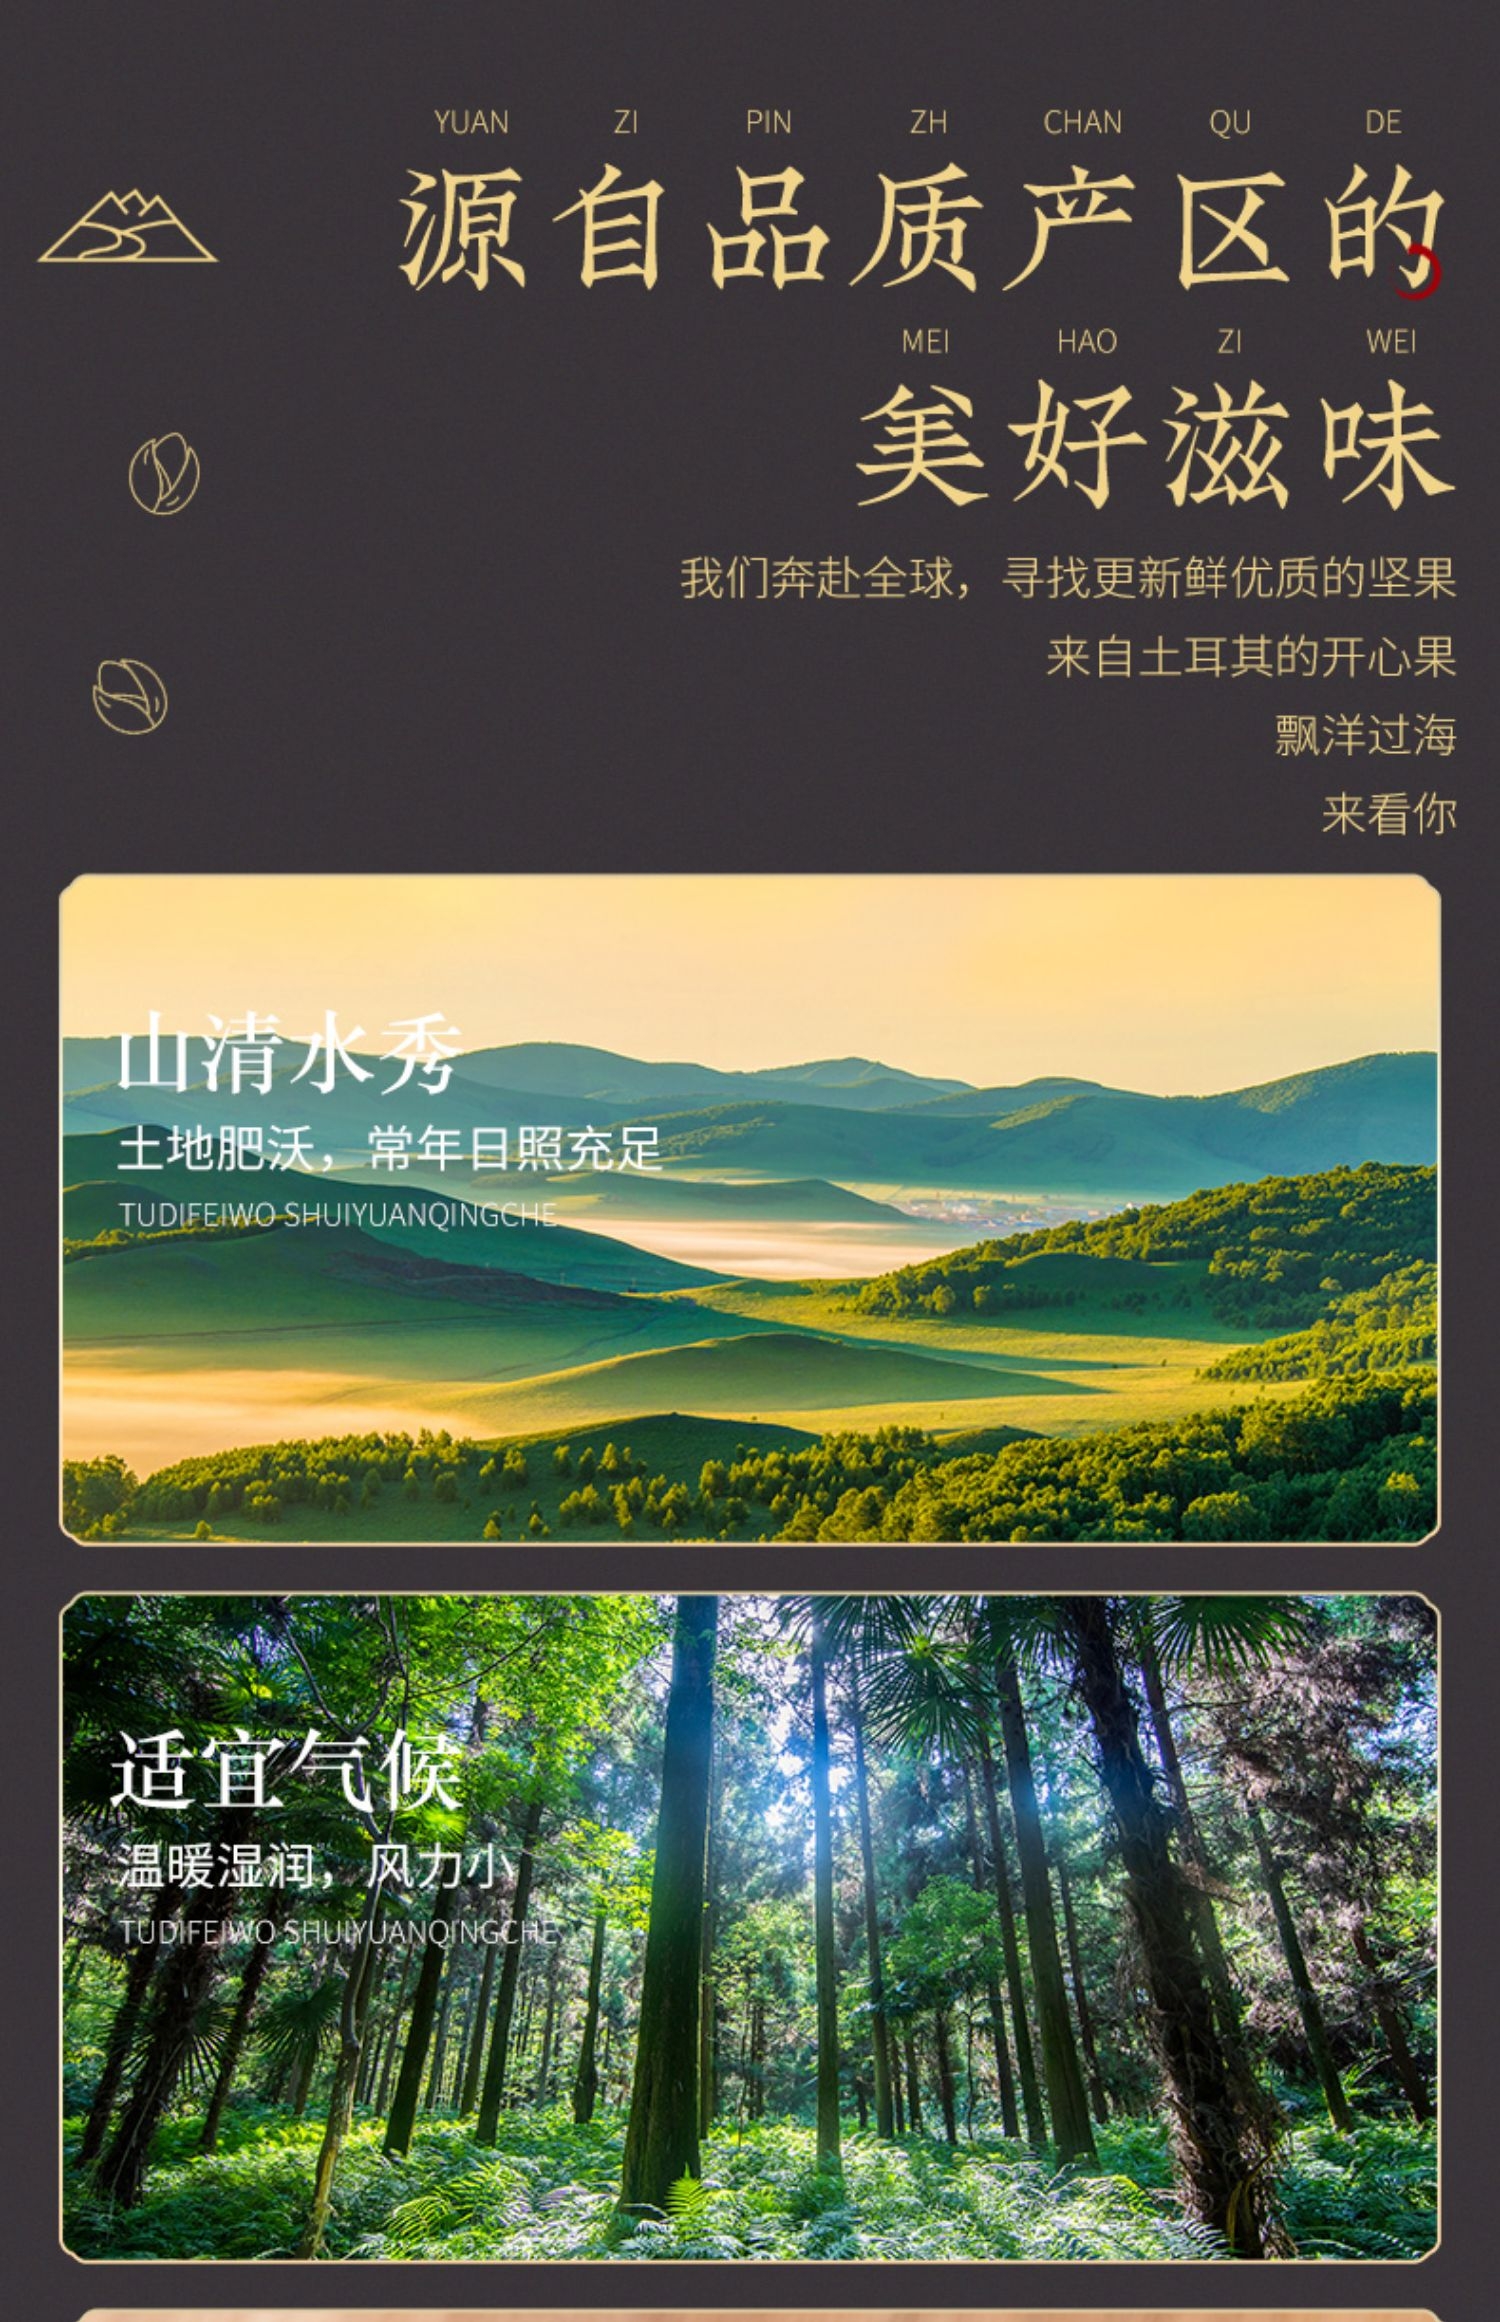 YUAN ZI PIN ZH CHAN QU DE
源自品质产区的
MEI HAO ZI WEI
美好滋味
我们奔赴全球，寻找更新鲜优质的坚果
来自土耳其的开心果
飘洋过海
来看你
山清水秀
土地肥沃，常年日照充足
TUDIFEIWO SHUIYUANQINGCHE
适宜气候
温暖湿润，风力小
TUDIFEIWO SHUIYUANQINGCHE